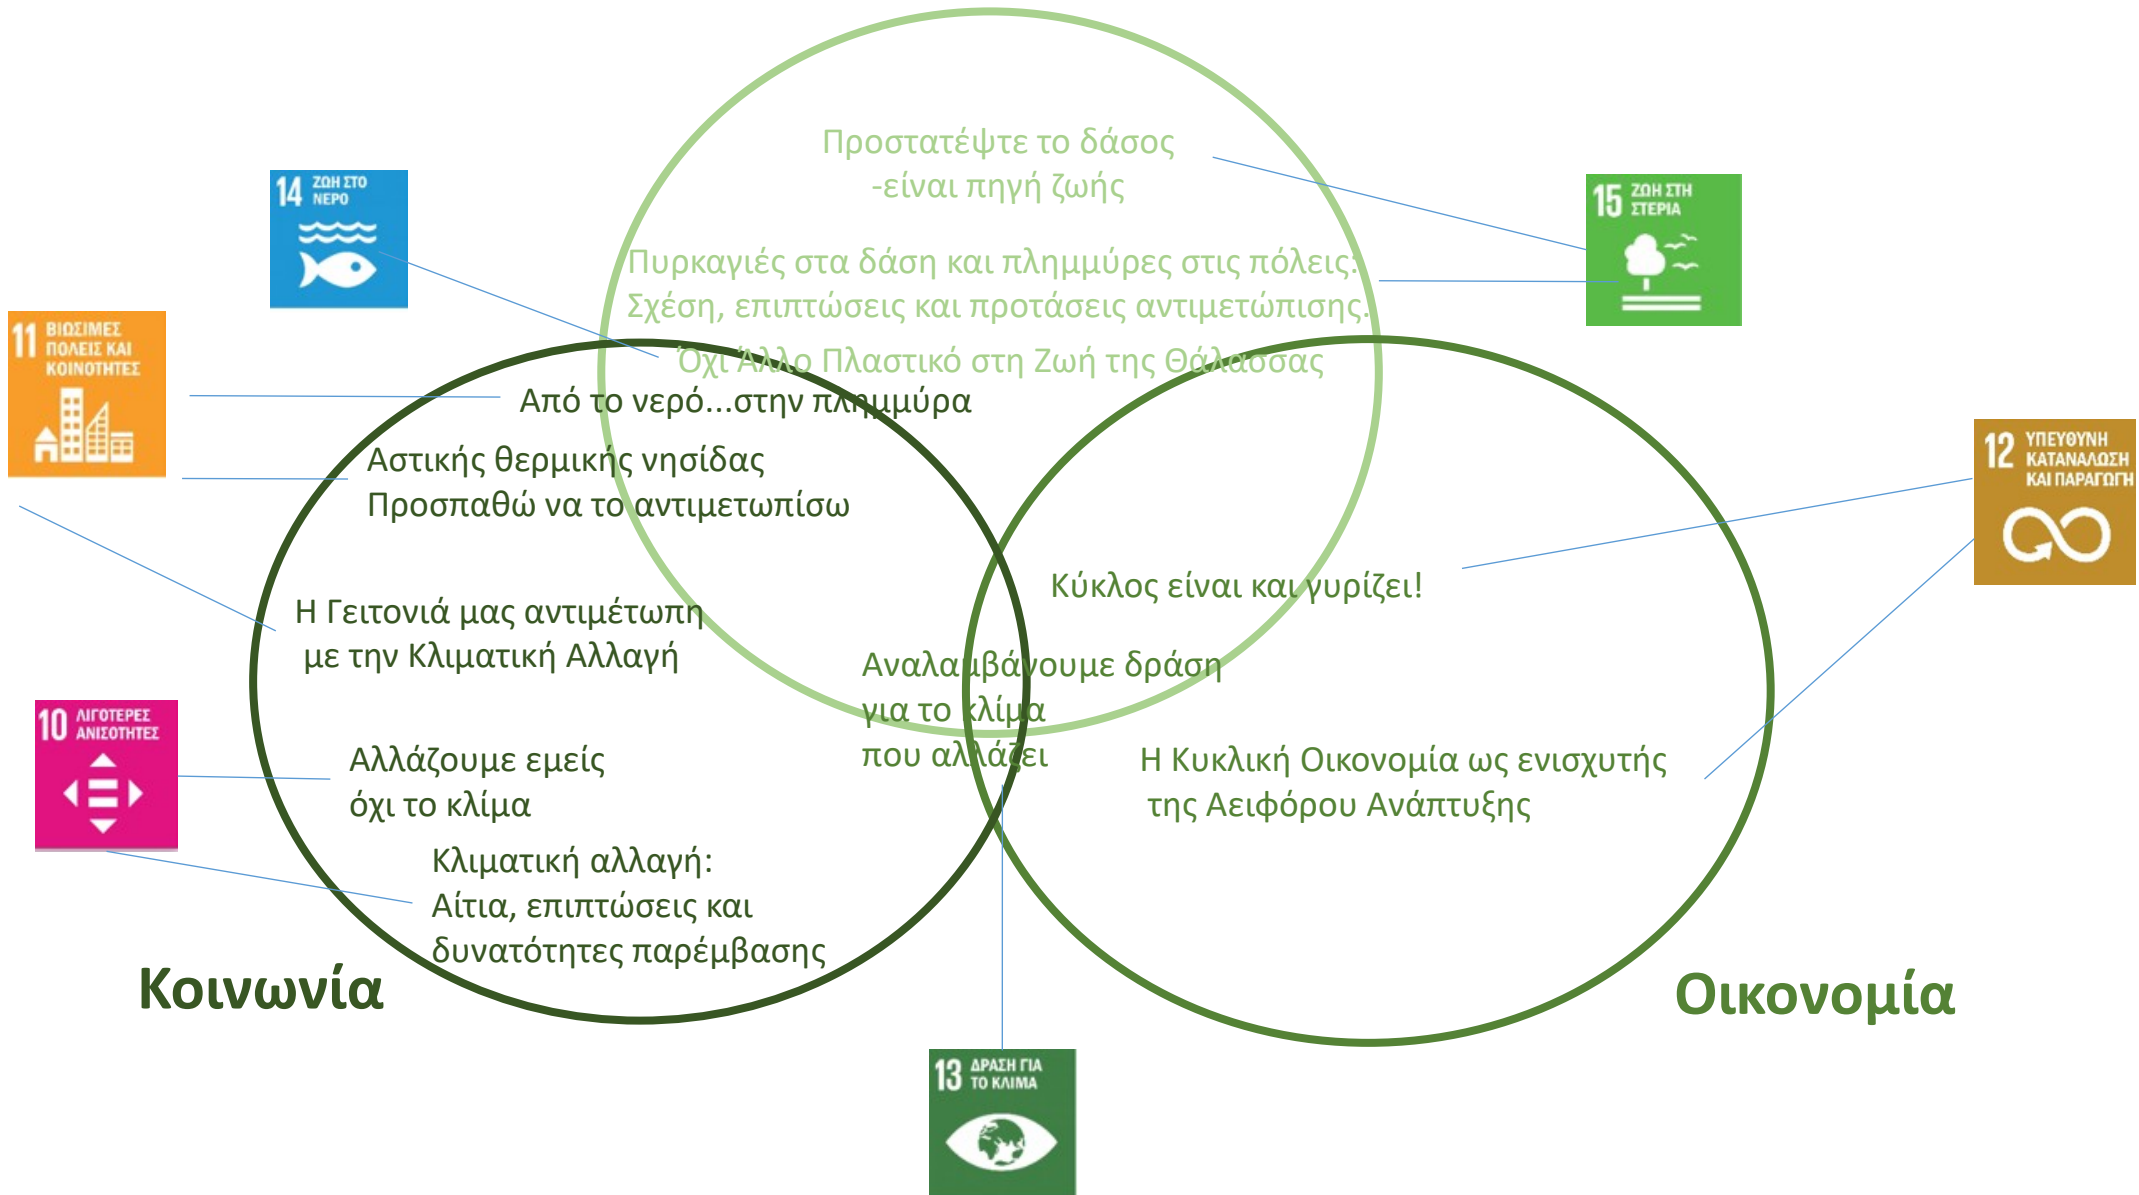 Προστατέψτε το δάσος
-είναι πηγή ζωής
14 ΖΩΗ ΣΤΟ
ΝΕΡΟ
15 ΖΩΗ ΣΤΗ
ΣΤΕΡΙΑ
Πυρκαγιές στα δάση και πλημμύρες στις πόλεις:
Σχέση, επιπτώσεις και προτάσεις αντιμετώπισης.
Όχι Άλλο Πλαστικό στη Ζωή της Θάλασσας
11 ΒΙΩΣΙΜΕΣ
ΠΟΛΕΙΣ ΚΑΙ
ΚΟΙΝΟΤΗΤΕΣ
Από το νερό...στην πλημμύρα
Αστικής θερμικής νησίδας
Προσπαθώ να το αντιμετωπίσω
12 ΥΠΕΥΘΥΝΗ
ΚΑΤΑΝΑΛΩΣΗ
ΚΑΙ ΠΑΡΑΓΩΓΗ
Κύκλος είναι και γυρίζει!
Η Γειτονιά μας αντιμέτωπη
με την Κλιματική Αλλαγή
Αναλαμβάνουμε δράση
για το κλίμα
που αλλάζει
10 ΛΙΓΟΤΕΡΕΣ
ΑΝΙΣΟΤΗΤΕΣ
Αλλάζουμε εμείς
όχι το κλίμα
Η Κυκλική Οικονομία ως ενισχυτής
της Αειφόρου Ανάπτυξης
Κλιματική αλλαγή:
Αίτια, επιπτώσεις και
δυνατότητες παρέμβασης
Κοινωνία
Οικονομία
13 ΔΡΑΣΗ ΓΙΑ
ΤΟ ΚΛΙΜΑ